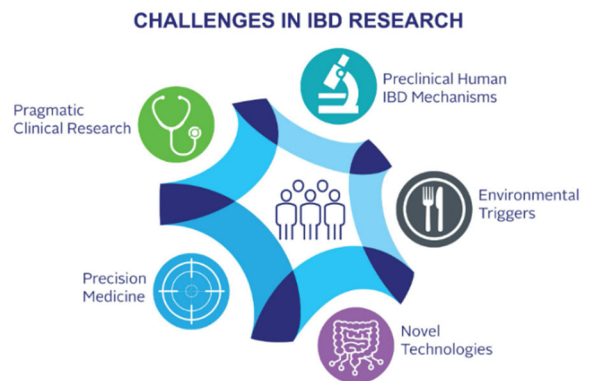 CHALLENGES IN IBD RESEARCH
Preclinical Human
IBD Mechanisms
Pragmatic
Clinical Research
Environmental
Triggers
Precision
Medicine
Novel
Technologies